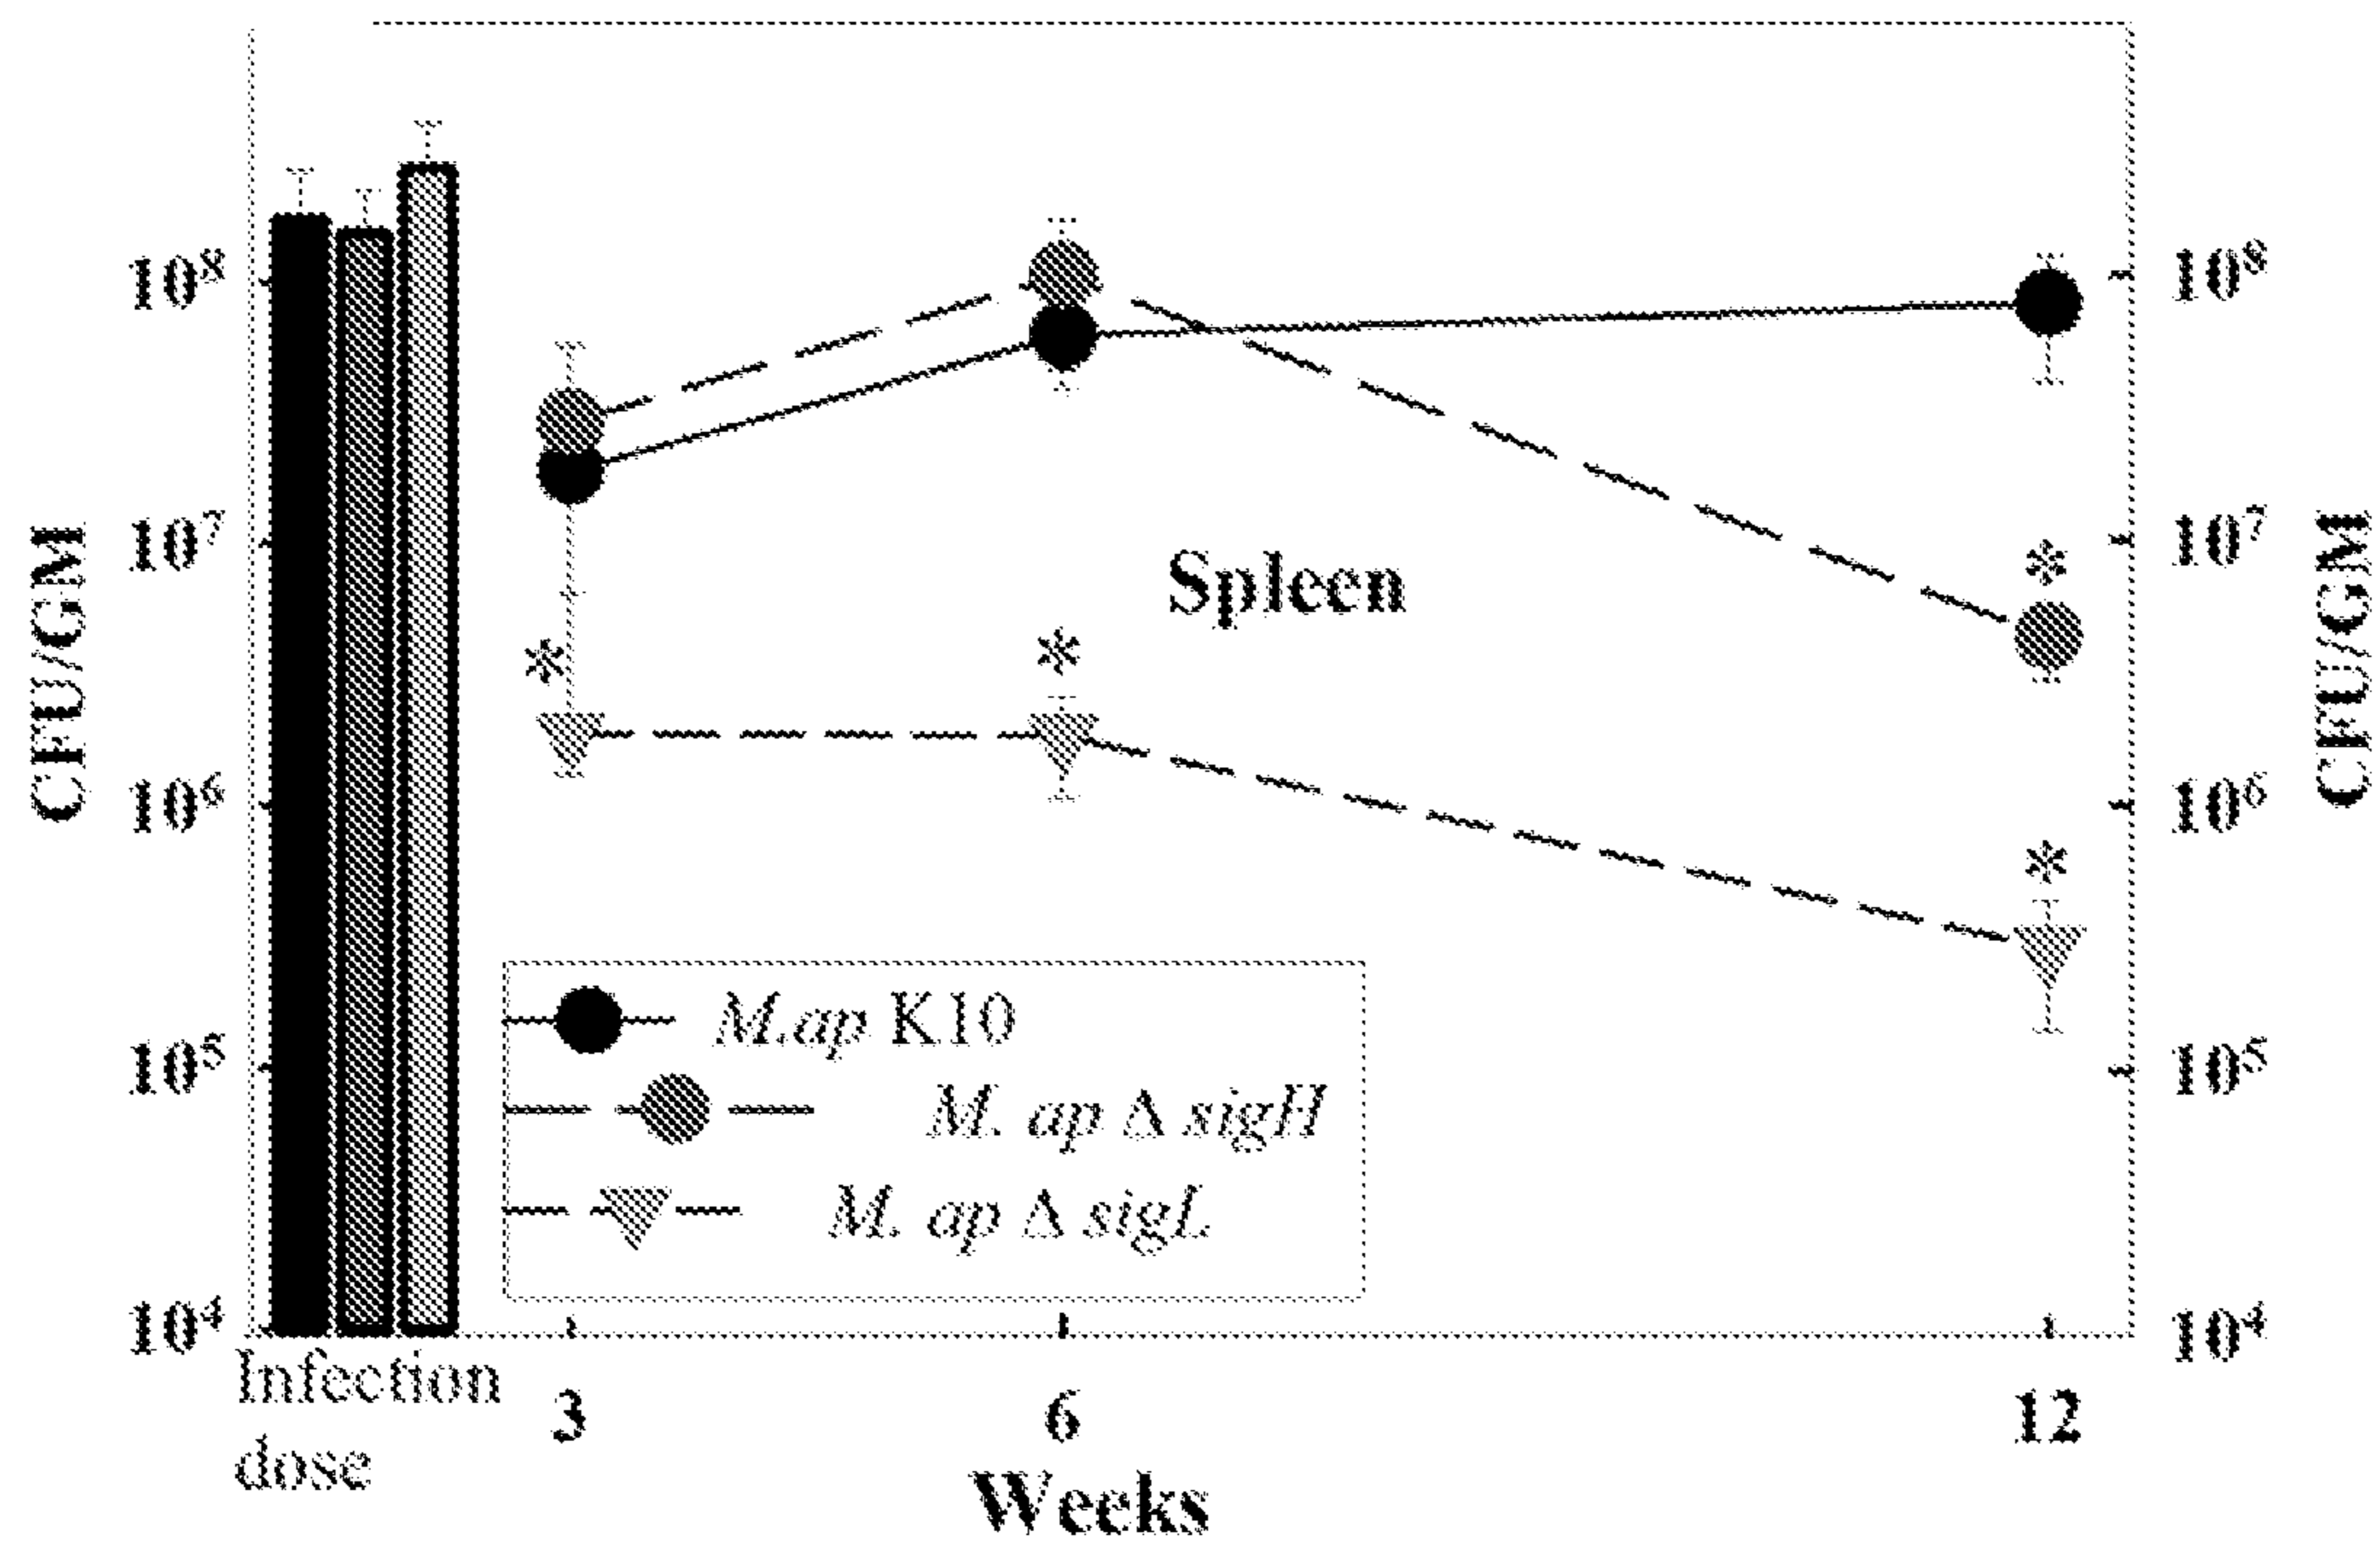 10⁸
10⁷
10⁶
10⁵
10⁴
CFU/GM
10⁸
10⁷
10⁶
10⁵
10⁴
CFU/GM
*
*
*
*
Spleen
M.ap K10
M. ap Δ sigH
M. ap Δ sigL
Infection
dose
3
6
12
Weeks